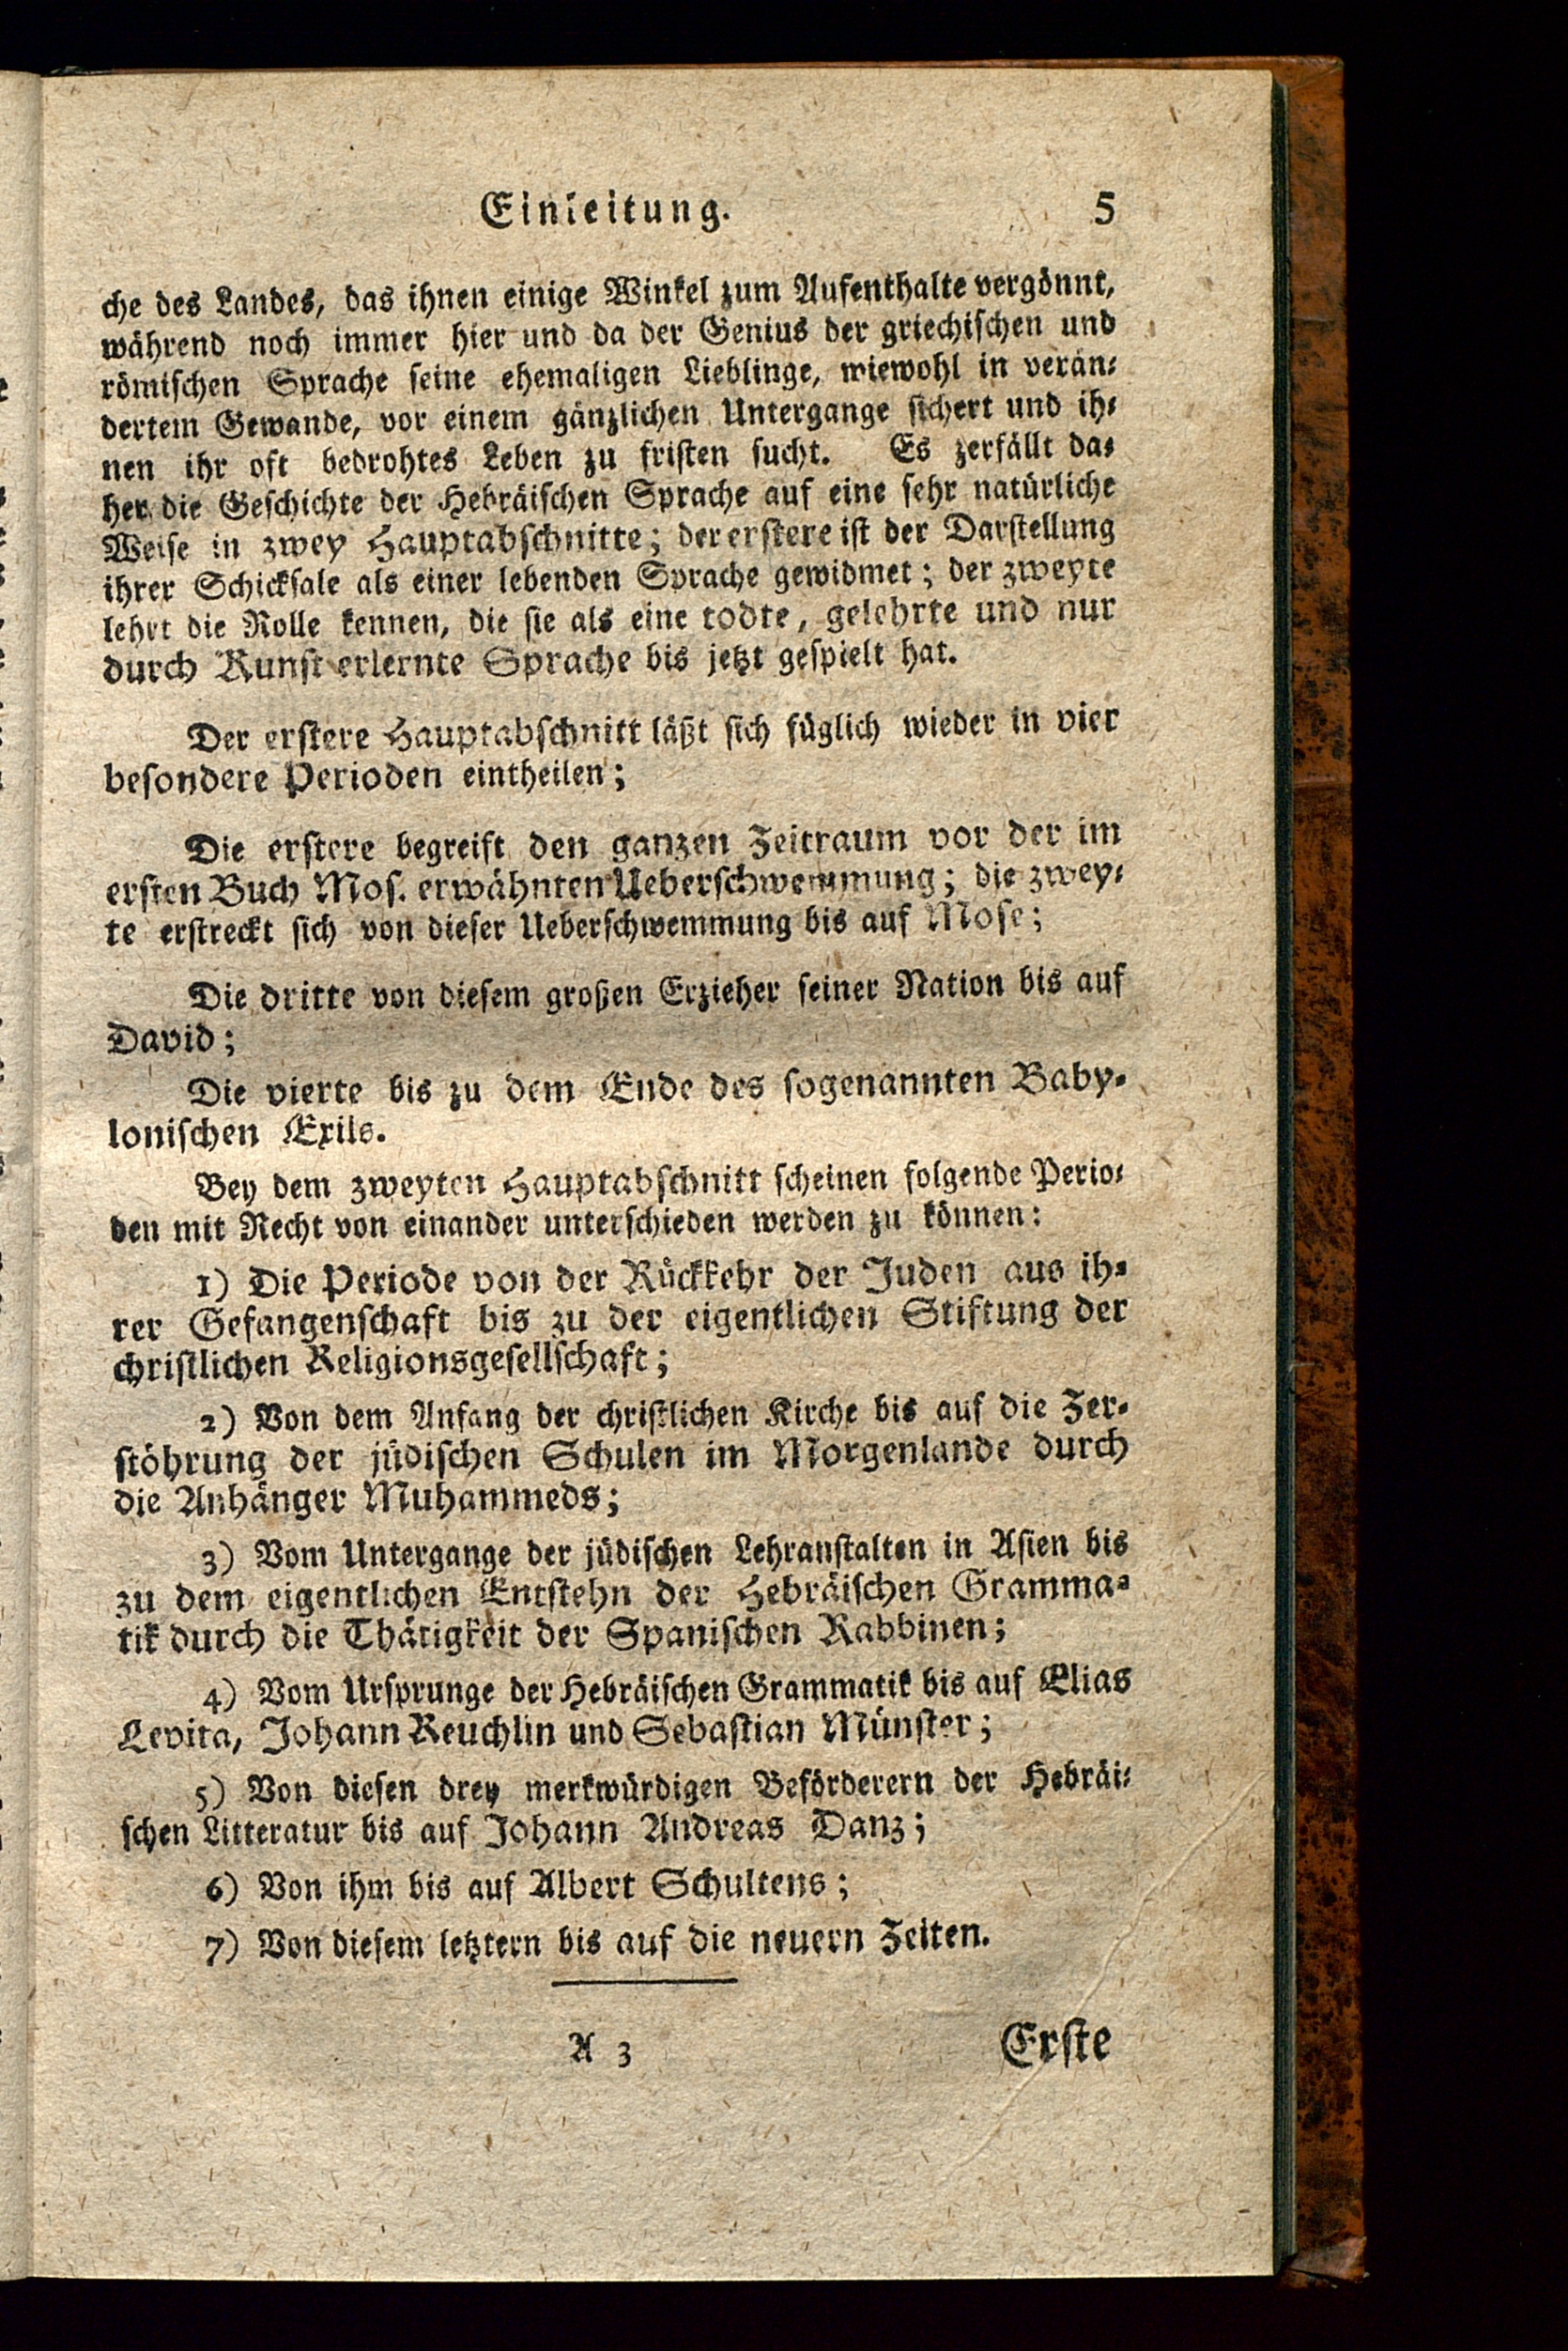 Einleitung. 5
che des Landes, das ihnen einige Winkel zum Aufenthalte vergönnt,
während noch immer hier und da der Genius der griechischen und
römischen Sprache seine ehemaligen Lieblinge, wiewohl in verän-
dertem Gewande, vor einem gänzlichen Untergange sichert und ih-
nen ihr oft bedrohtes Leben zu fristen sucht. Es zerfällt da-
her die Geschichte der Hebräischen Sprache auf eine sehr natürliche
Weise in zwey Hauptabschnitte; der erstere ist der Darstellung
ihrer Schicksale als einer lebenden Sprache gewidmet; der zweyte
lehrt die Rolle kennen, die sie als eine todte, gelehrte und nur
durch Kunst erlernte Sprache bis jetzt gespielt hat.
Der erstere Hauptabschnitt läßt sich füglich wieder in vier
besondere Perioden eintheilen;
Die erstere begreift den ganzen Zeitraum vor der im
ersten Buch Mos. erwähnten Ueberschwemmung; die zwey-
te erstreckt sich von dieser Ueberschwemmung bis auf Mose;
Die dritte von diesem großen Erzieher seiner Nation bis auf
David;
Die vierte bis zu dem Ende des sogenannten Baby-
lonischen Exils.
Bey dem zweyten Hauptabschnitt scheinen folgende Perio-
den mit Recht von einander unterschieden werden zu können:
1) Die Periode von der Rückkehr der Juden aus ih-
rer Gefangenschaft bis zu der eigentlichen Stiftung der
christlichen Religionsgesellschaft;
2) Von dem Anfang der christlichen Kirche bis auf die Zer-
stöhrung der jüdischen Schulen im Morgenlande durch
die Anhänger Muhammeds;
3) Vom Untergange der jüdischen Lehranstalten in Asien bis
zu dem eigentlichen Entstehn der Hebräischen Gramma-
tik durch die Thätigkeit der Spanischen Rabbinen;
4) Vom Ursprunge der Hebräischen Grammatik bis auf Elias
Levita, Johann Reuchlin und Sebastian Münster;
5) Von diesen drey merkwürdigen Beförderern der Hebräi-
schen Litteratur bis auf Johann Andreas Danz;
6) Von ihm bis auf Albert Schultens;
7) Von diesem letztern bis auf die neuern Zeiten.
A 3 Erste